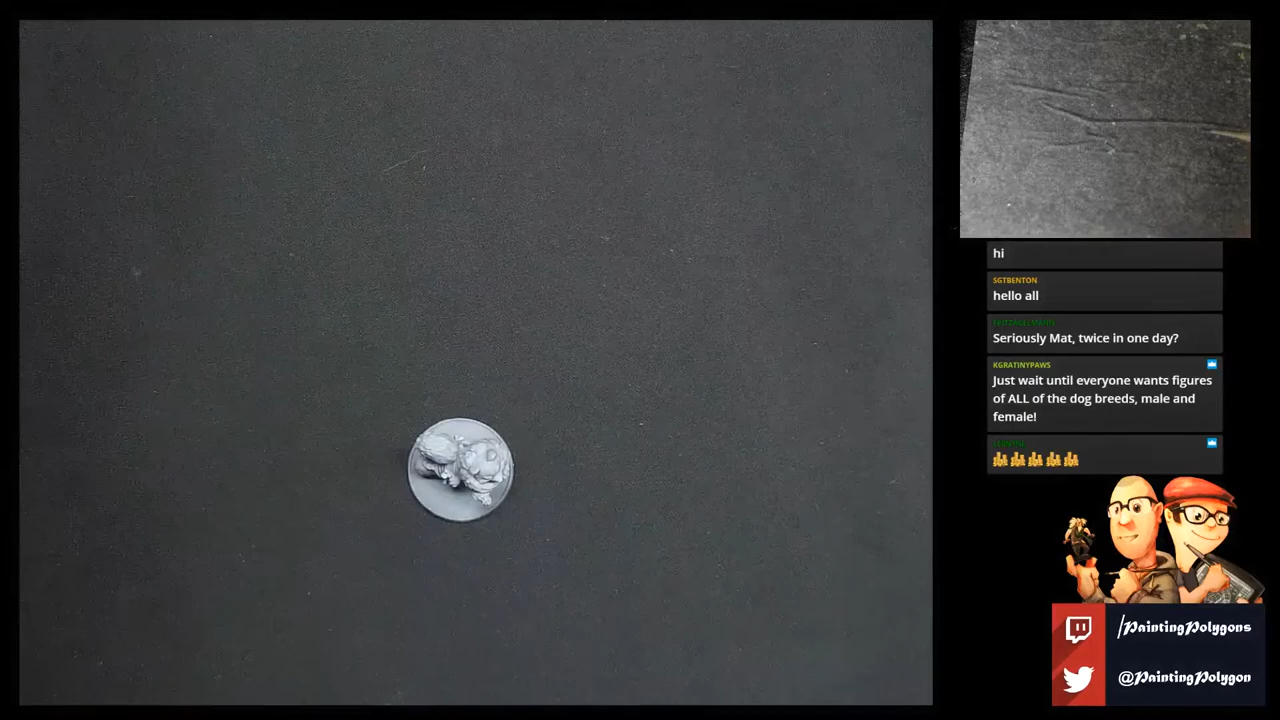 hi
SGTBENTON
hello all
Seriously Mat, twice in one day?
KGRATINYPAWS
Just wait until everyone wants figures
of ALL of the dog breeds, male and
female!
/PaintingPolygons
@PaintingPolygon